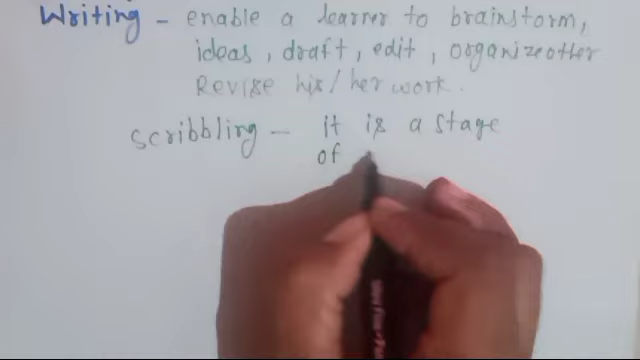 Writing - enable a learner to brainstorm,
ideas, draft, edit, organize other
Revise his/her work.
scribbling - it is a stage
of